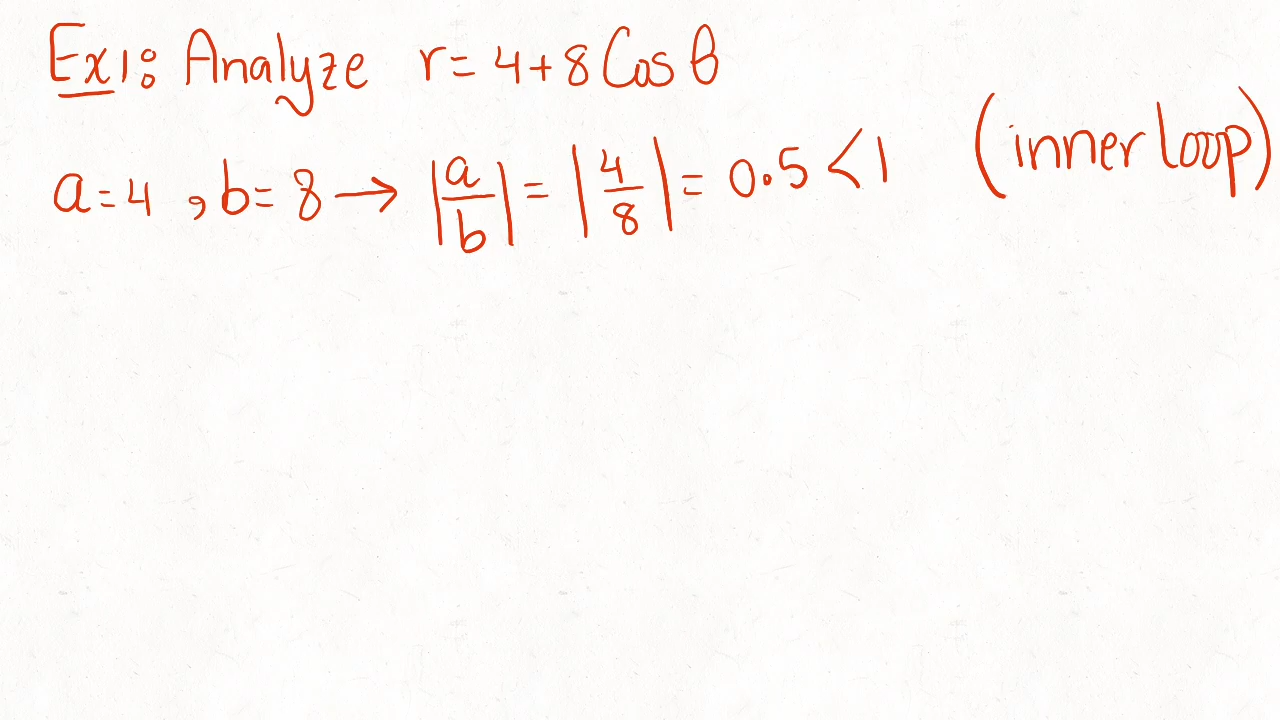 Ex1: Analyze r = 4 + 8 Cos θ
a = 4 , b = 8 → |a/b| = |4/8| = 0.5 < 1 (inner loop)